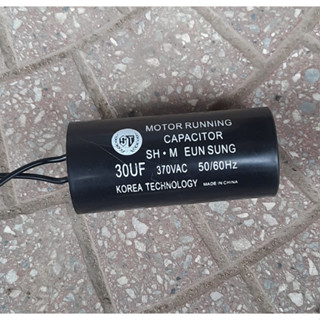 MOTOR RUNNING
CAPACITOR
SH·M EUN SUNG
30UF 370VAC 50/60Hz
KOREA TECHNOLOGY MADE IN CHINA